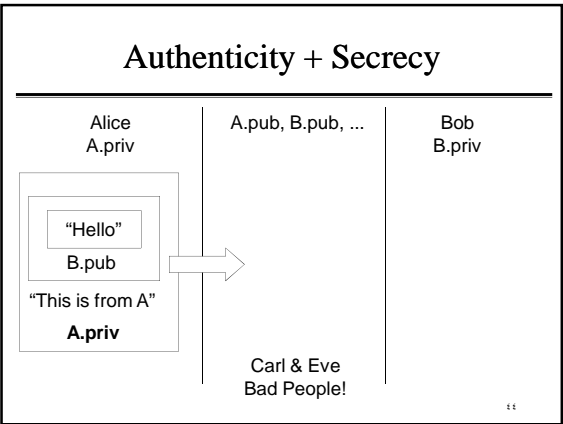 Authenticity + Secrecy
Alice
A.priv
A.pub, B.pub, ...
Bob
B.priv
“Hello”
B.pub
“This is from A”
A.priv
Carl & Eve
Bad People!